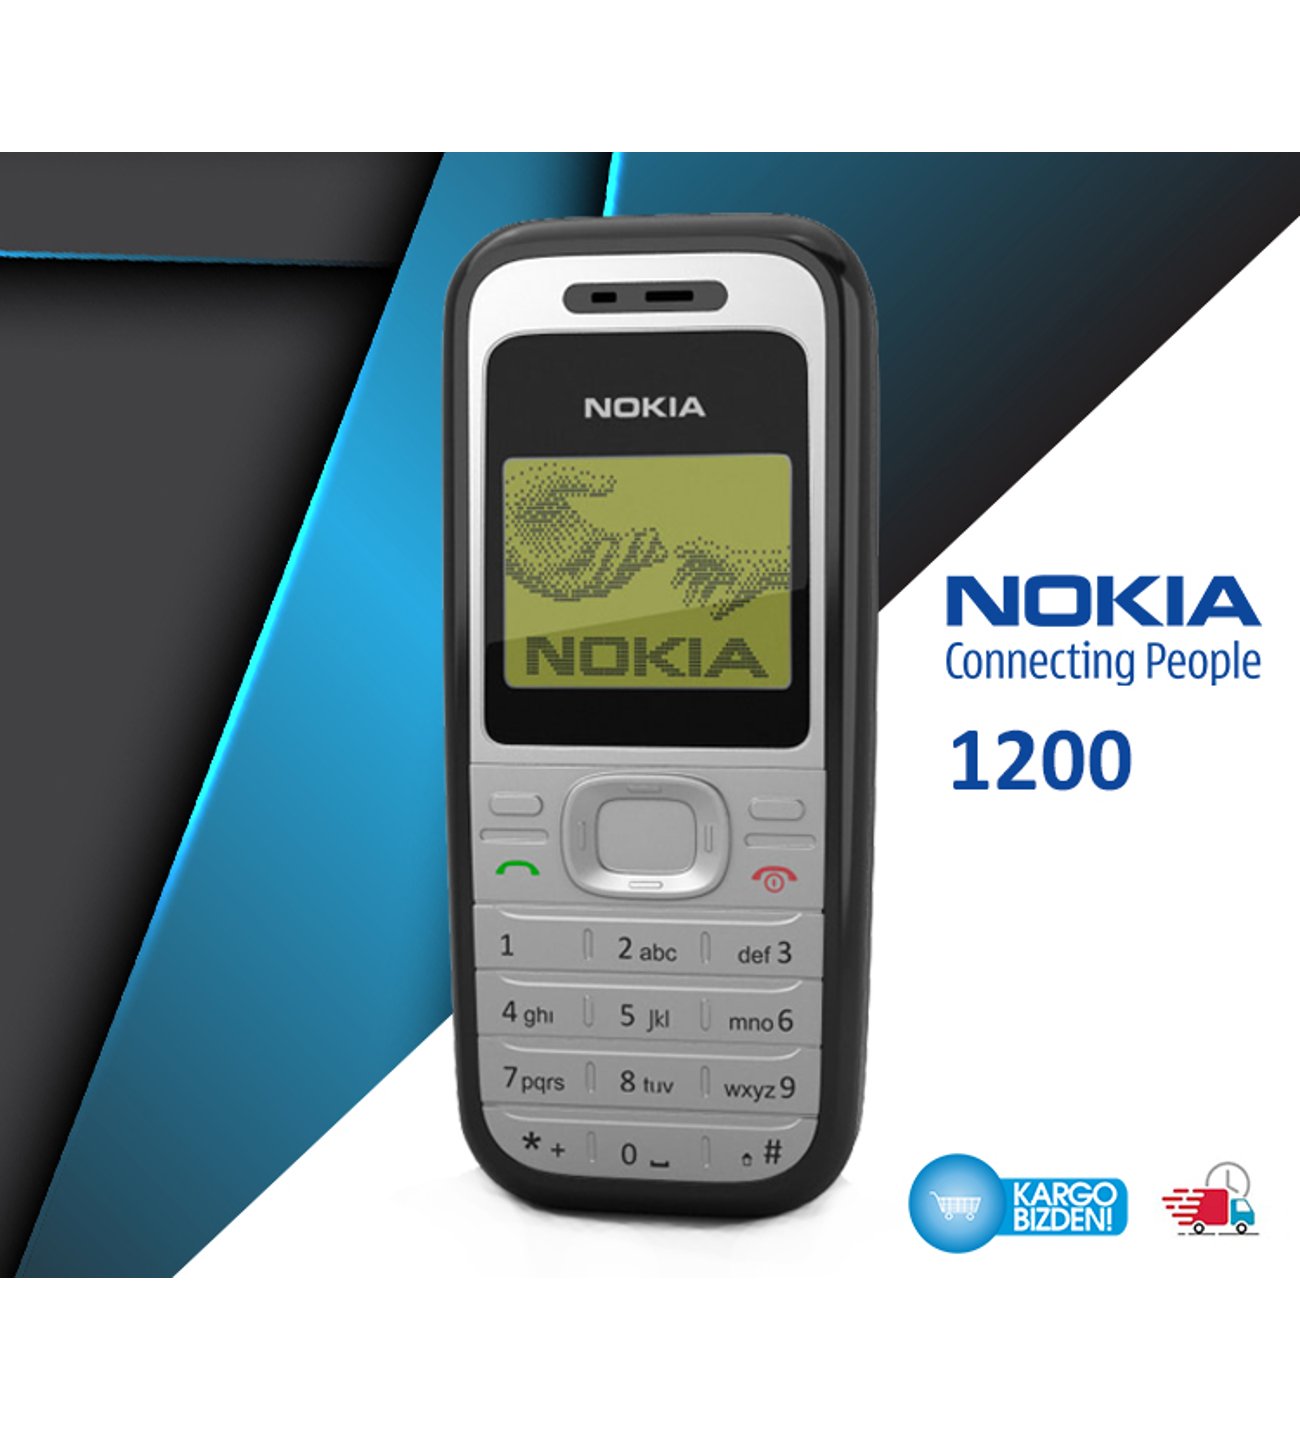 NOKIA
NOKIA
NOKIA
Connecting People
1200
1
2 abc
def 3
4 ghi
5 jkl
mno 6
7 pqrs
8 tuv
wxyz 9
* +
0
#
KARGO
BIZDEN!